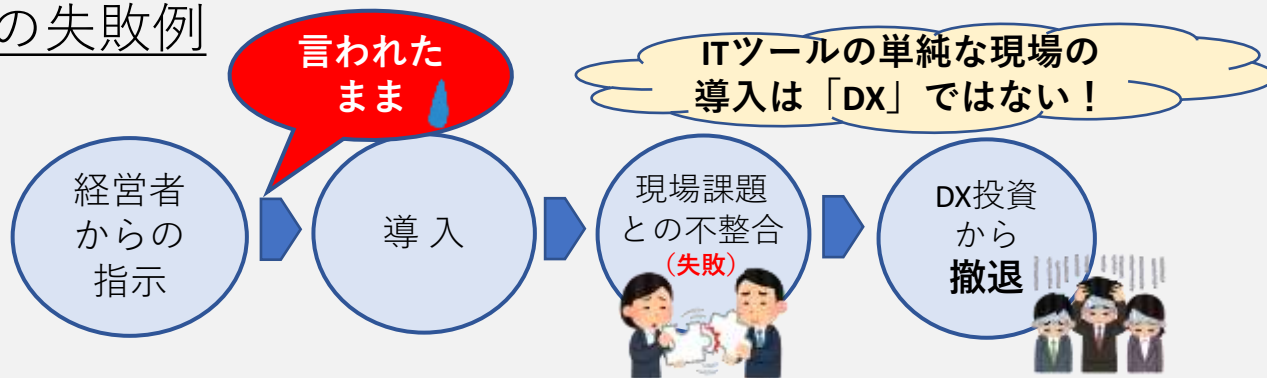 の失敗例
言われた
まま
ITツールの単純な現場の
導入は「DX」ではない！
経営者
からの
指示
導 入
現場課題
との不整合
（失敗）
DX投資
から
撤退